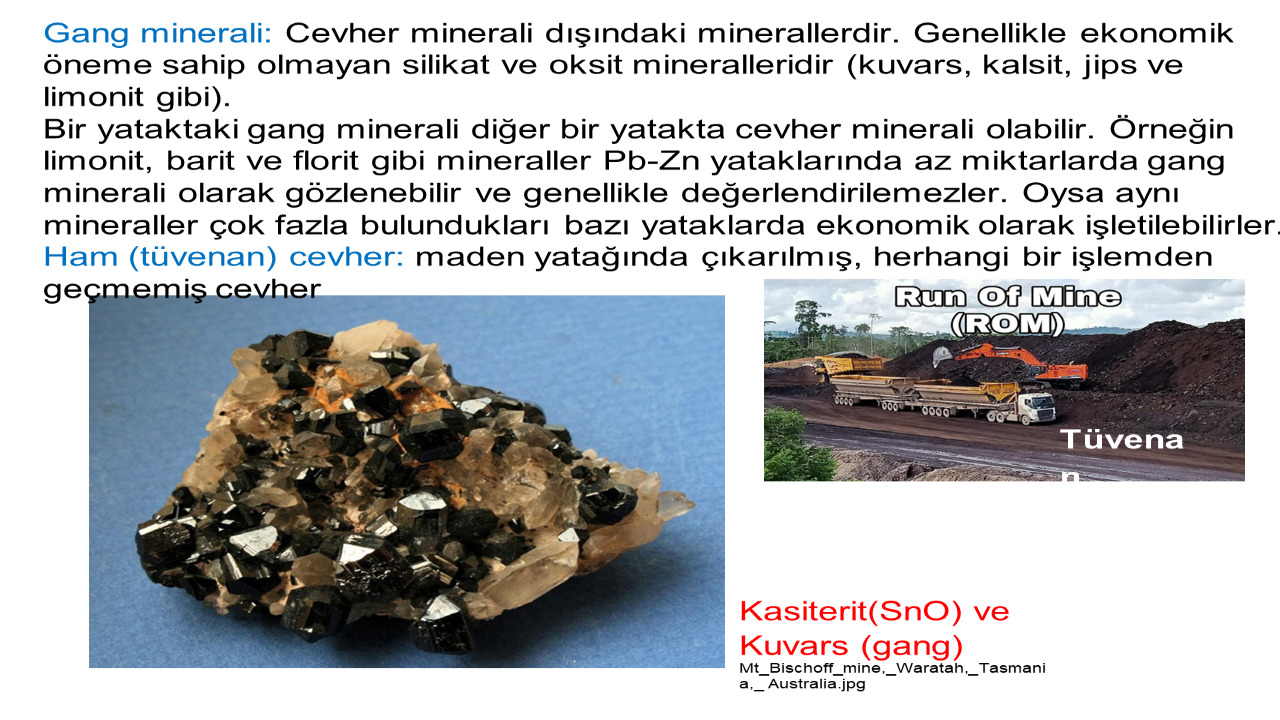 Gang minerali: Cevher minerali dışındaki minerallerdir. Genellikle ekonomik
öneme sahip olmayan silikat ve oksit mineralleridir (kuvars, kalsit, jips ve
limonit gibi).
Bir yataktaki gang minerali diğer bir yatakta cevher minerali olabilir. Örneğin
limonit, barit ve florit gibi mineraller Pb-Zn yataklarında az miktarlarda gang
minerali olarak gözlenebilir ve genellikle değerlendirilemezler. Oysa aynı
mineraller çok fazla bulundukları bazı yataklarda ekonomik olarak işletilebilirler.
Ham (tüvenan) cevher: maden yatağında çıkarılmış, herhangi bir işlemden
geçmemiş cevher
Run Of Mine
(ROM)
Tüvena
n
Kasiterit(SnO) ve
Kuvars (gang)
Mt_Bischoff_mine,_Waratah,_Tasmani
a,_ Australia.jpg